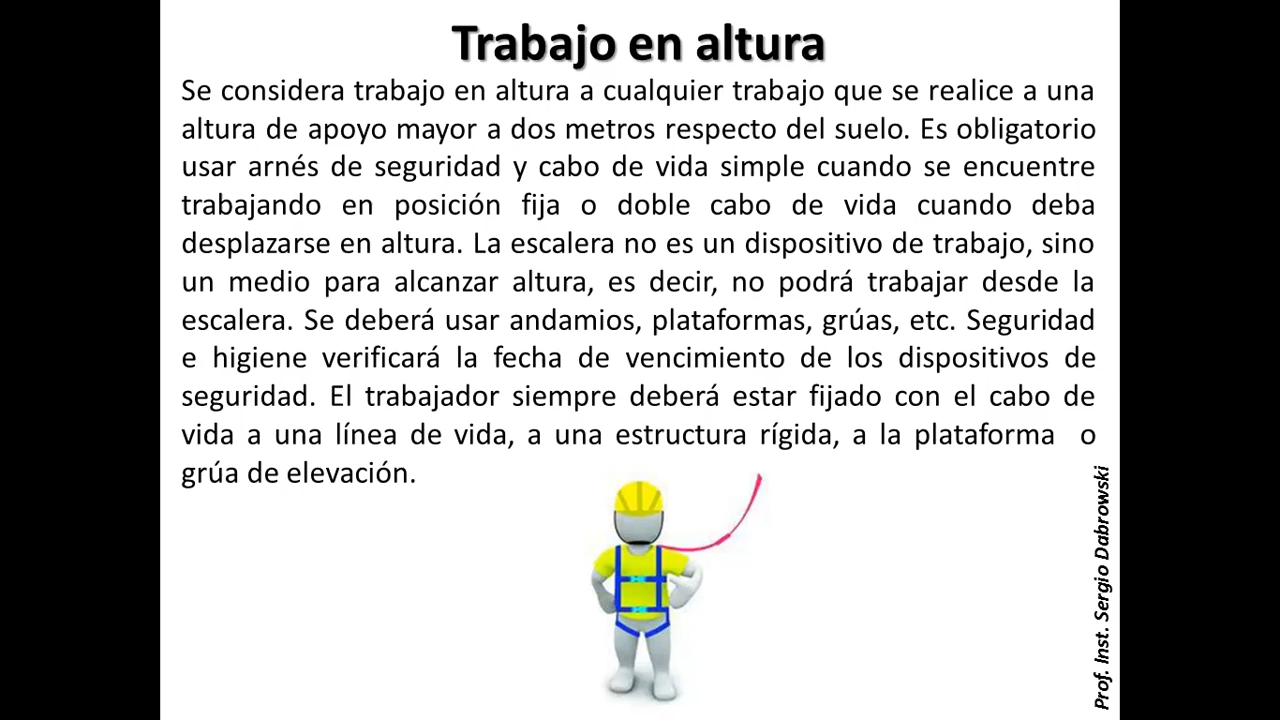 Trabajo en altura
Se considera trabajo en altura a cualquier trabajo que se realice a una
altura de apoyo mayor a dos metros respecto del suelo. Es obligatorio
usar arnés de seguridad y cabo de vida simple cuando se encuentre
trabajando en posición fija o doble cabo de vida cuando deba
desplazarse en altura. La escalera no es un dispositivo de trabajo, sino
un medio para alcanzar altura, es decir, no podrá trabajar desde la
escalera. Se deberá usar andamios, plataformas, grúas, etc. Seguridad
e higiene verificará la fecha de vencimiento de los dispositivos de
seguridad. El trabajador siempre deberá estar fijado con el cabo de
vida a una línea de vida, a una estructura rígida, a la plataforma o
grúa de elevación.
Prof. Inst. Sergio Dabrowski